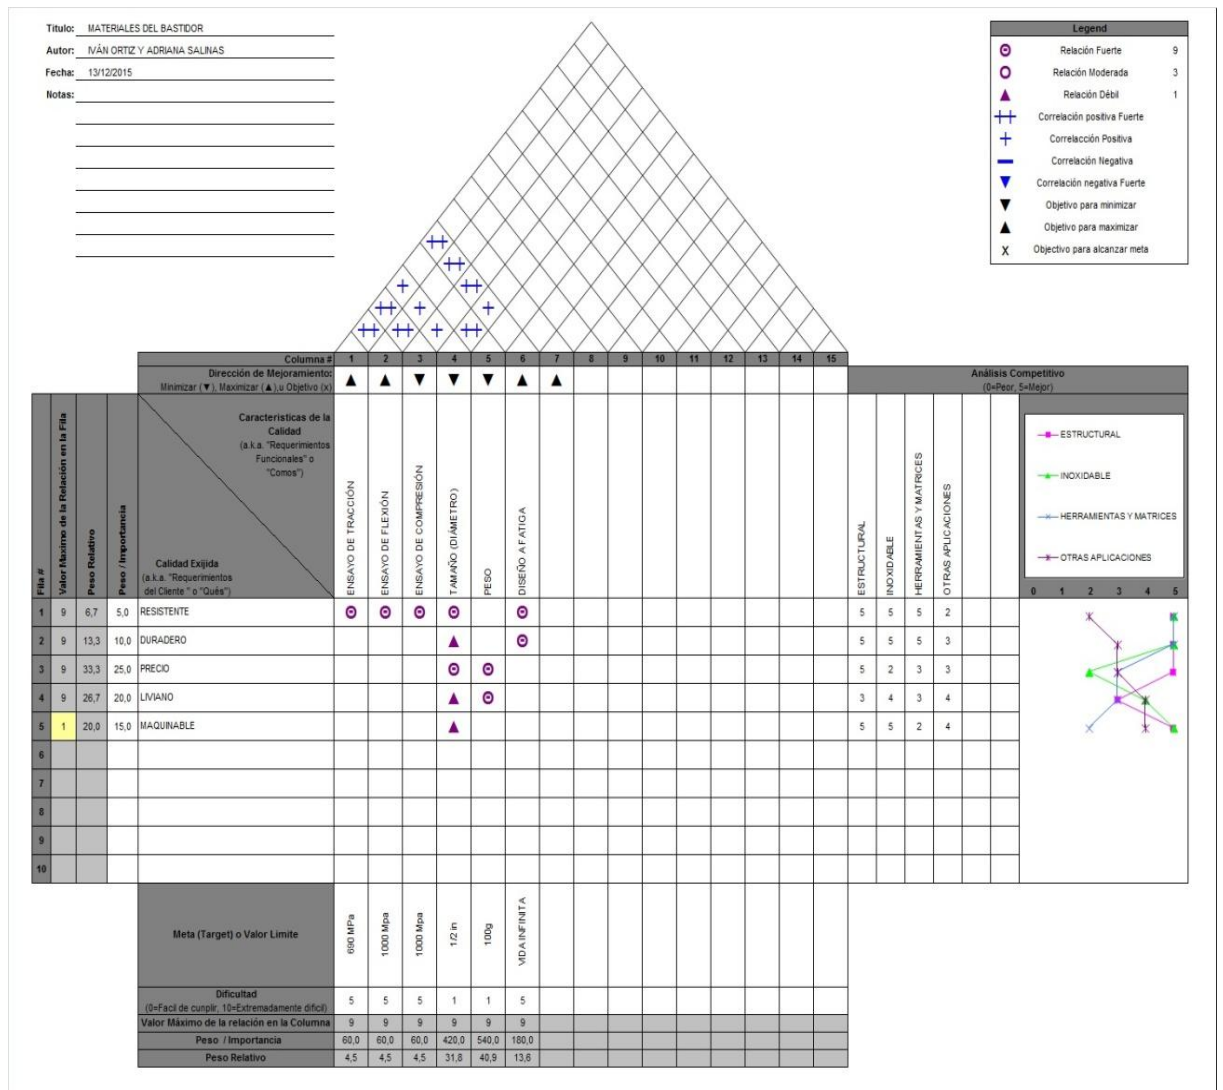 Título: MATERIALES DEL BASTIDOR
Autor: IVÁN ORTIZ Y ADRIANA SALINAS
Fecha: 13/12/2015
Notas:
Legend
Relación Fuerte 9
Relación Moderada 3
Relación Débil 1
Correlación positiva Fuerte
Correlacción Positiva
Correlación Negativa
Correlación negativa Fuerte
Objetivo para minimizar
Objetivo para maximizar
X Objectivo para alcanzar meta
Columna # 1 2 3 4 5 6 7 8 9 10 11 12 13 14 15
Dirección de Mejoramiento:
Minimizar (▼), Maximizar (▲),u Objetivo (x) ▲ ▲ ▼ ▼ ▼ ▲ ▲
Análisis Competitivo
(0=Peor, 5=Mejor)
Fila #
Valor Maximo de la Relación en la Fila
Peso Relativo
Peso / Importancia
Características de la
Calidad
(a.k.a. "Requerimientos
Funcionales" o
"Comos")
Calidad Exijida
(a.k.a. "Requerimientos
del Cliente " o "Qués")
ENSAYO DE TRACCIÓN
ENSAYO DE FLEXIÓN
ENSAYO DE COMPRESIÓN
TAMAÑO (DIÁMETRO)
PESO
DISEÑO A FATIGA
ESTRUCTURAL
INOXIDABLE
HERRAMIENTAS Y MATRICES
OTRAS APLICACIONES
ESTRUCTURAL
INOXIDABLE
HERRAMIENTAS Y MATRICES
OTRAS APLICACIONES
0 1 2 3 4 5
1 9 6,7 5,0 RESISTENTE 5 5 5 2
2 9 13,3 10,0 DURADERO 5 5 5 3
3 9 33,3 25,0 PRECIO 5 2 3 3
4 9 26,7 20,0 LIVIANO 3 4 3 4
5 1 20,0 15,0 MAQUINABLE 5 5 2 4
6
7
8
9
10
Meta (Target) o Valor Limite
690 MPa
1000 Mpa
1000 Mpa
1/2 in
100g
VIDA INFINITA
Dificultad
(0=Facil de cunplir, 10=Extremadamente dificil) 5 5 5 1 1 5
Valor Máximo de la relación en la Columna 9 9 9 9 9 9
Peso / Importancia 60,0 60,0 60,0 420,0 540,0 180,0
Peso Relativo 4,5 4,5 4,5 31,8 40,9 13,6